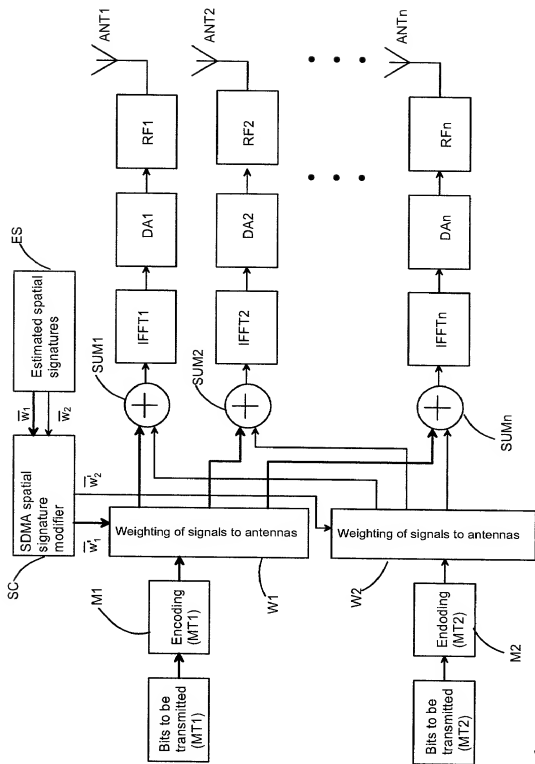 ES
Estimated spatial
signatures
w̅1
w̅2
SC
SDMA spatial
signature
modifier
w̅'1
w̅'2
ANT1
ANT2
ANTn
RF1
RF2
RFn
DA1
DA2
DAn
IFFT1
IFFT2
IFFTn
SUM1
SUM2
SUMn
+
+
+
Weighting of signals to antennas
W1
Weighting of signals to antennas
W2
M1
Encoding
(MT1)
Bits to be
transmitted
(MT1)
M2
Endoding
(MT2)
Bits to be
transmitted
(MT2)